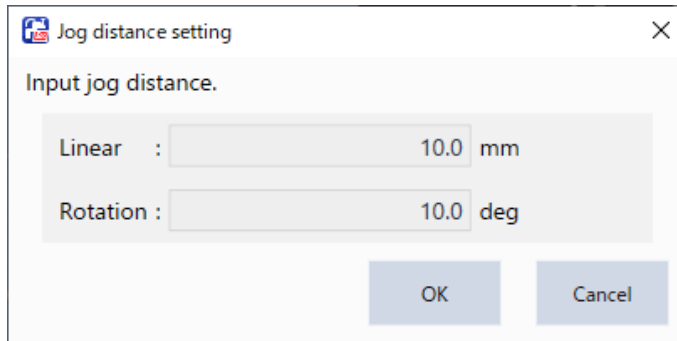 Jog distance setting
Input jog distance.
Linear : 10.0 mm
Rotation : 10.0 deg
OK Cancel